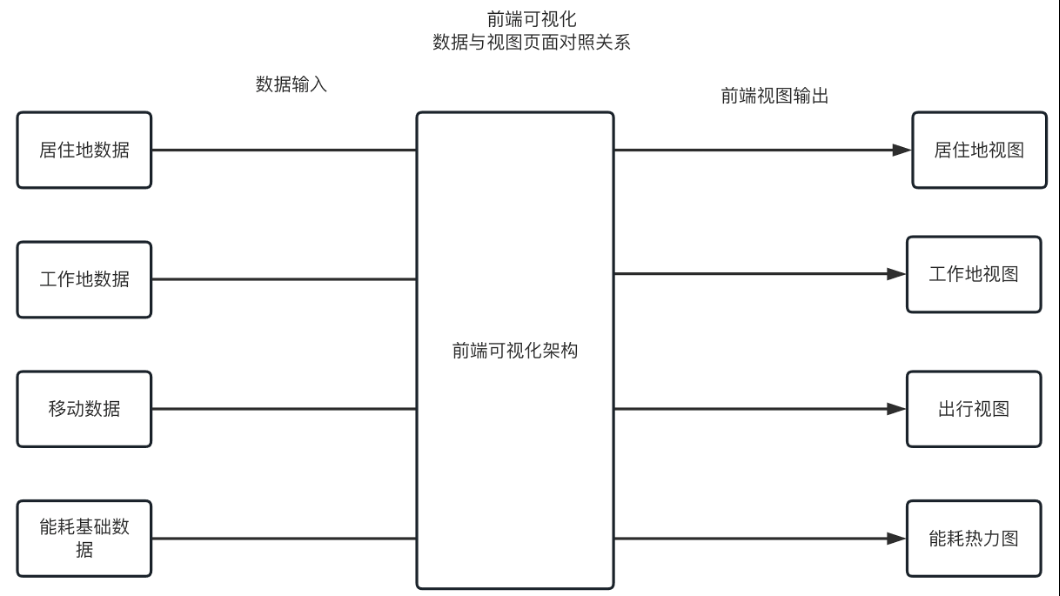 前端可视化
数据与视图页面对照关系
数据输入
前端视图输出
居住地数据
居住地视图
工作地数据
工作地视图
前端可视化架构
移动数据
出行视图
能耗基础数
据
能耗热力图